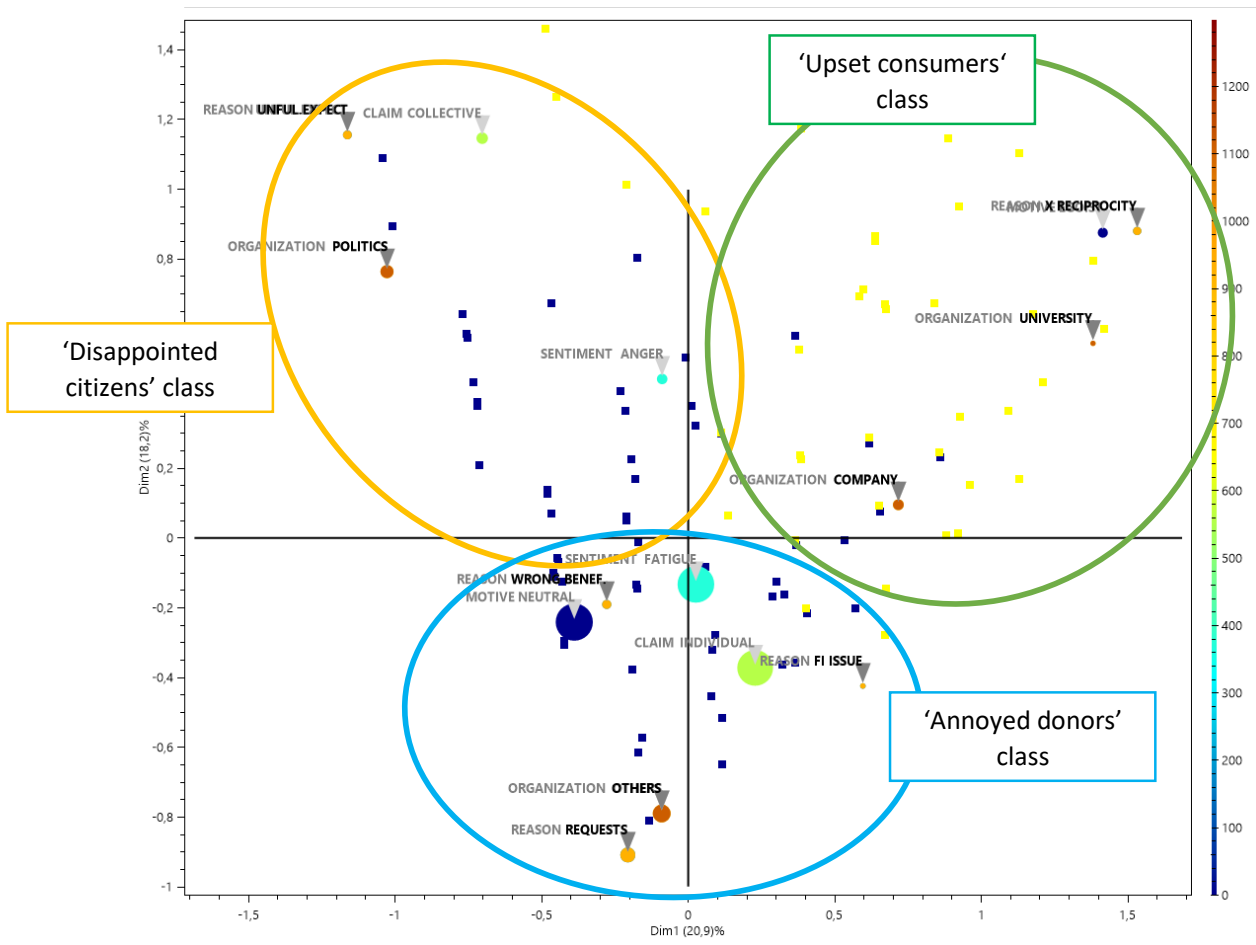 1,4
‘Upset consumers‘
class
1200
REASON UNFUL EXPECT
CLAIM COLLECTIVE
1,2
1100
1
REASON X RECIPROCITY
1000
ORGANIZATION POLITICS
0,8
900
ORGANIZATION UNIVERSITY
‘Disappointed
citizens’ class
SENTIMENT ANGER
800
700
Dim2 (18,2)%
0,2
ORGANIZATION COMPANY
600
0
500
SENTIMENT FATIGUE
REASON WRONG BENEF.
MOTIVE NEUTRAL
-0,2
400
CLAIM INDIVIDUAL
REASON FI ISSUE
-0,4
300
‘Annoyed donors’
class
-0,6
200
ORGANIZATION OTHERS
-0,8
REASON REQUESTS
100
-1
0
-1,5
-1
-0,5
0
0,5
1
1,5
Dim1 (20,9)%